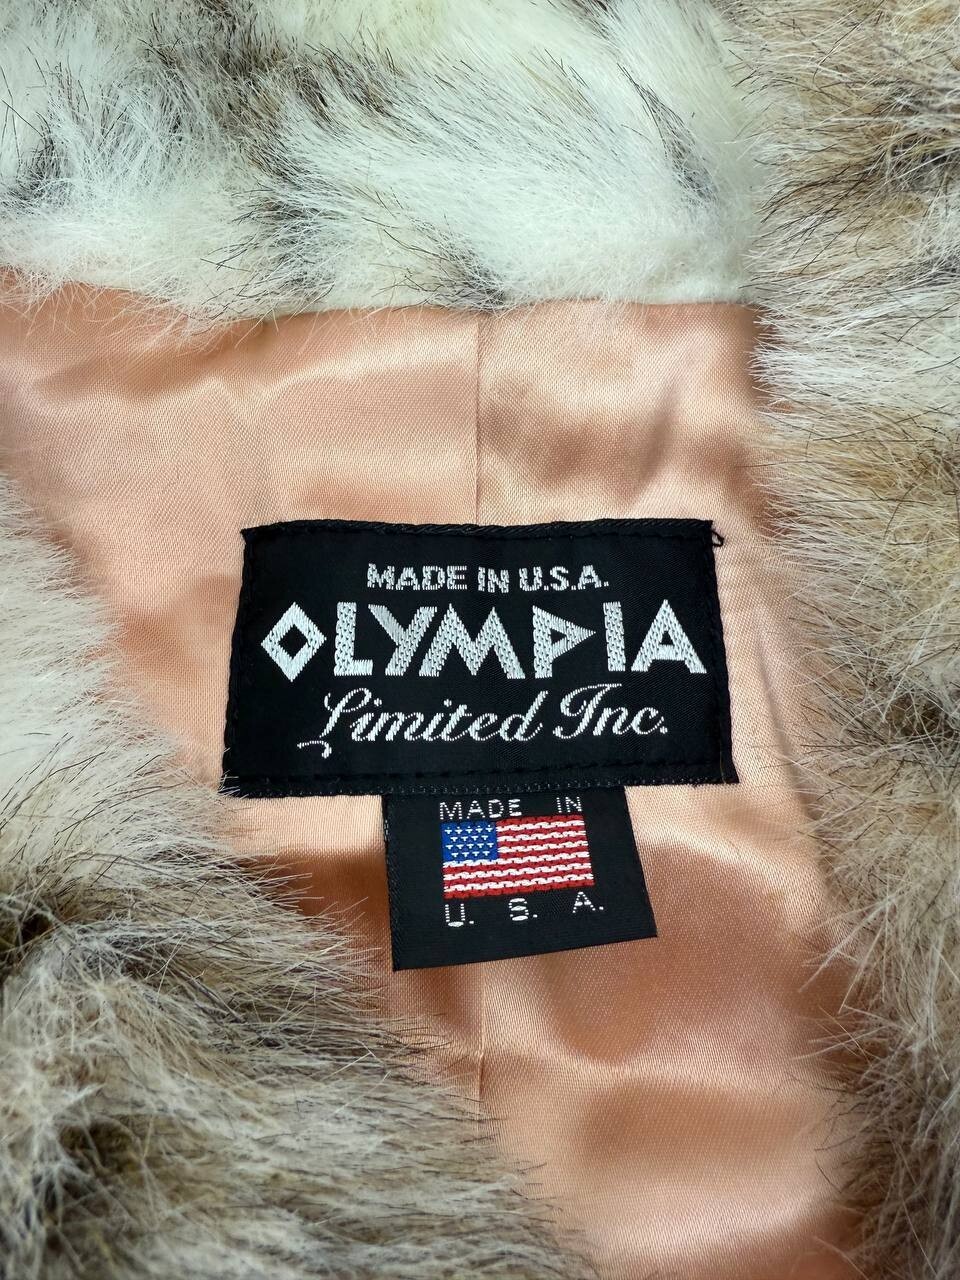 MADE IN U.S.A.
OLYMPIA
Limited Inc.
MADE IN
U. S. A.